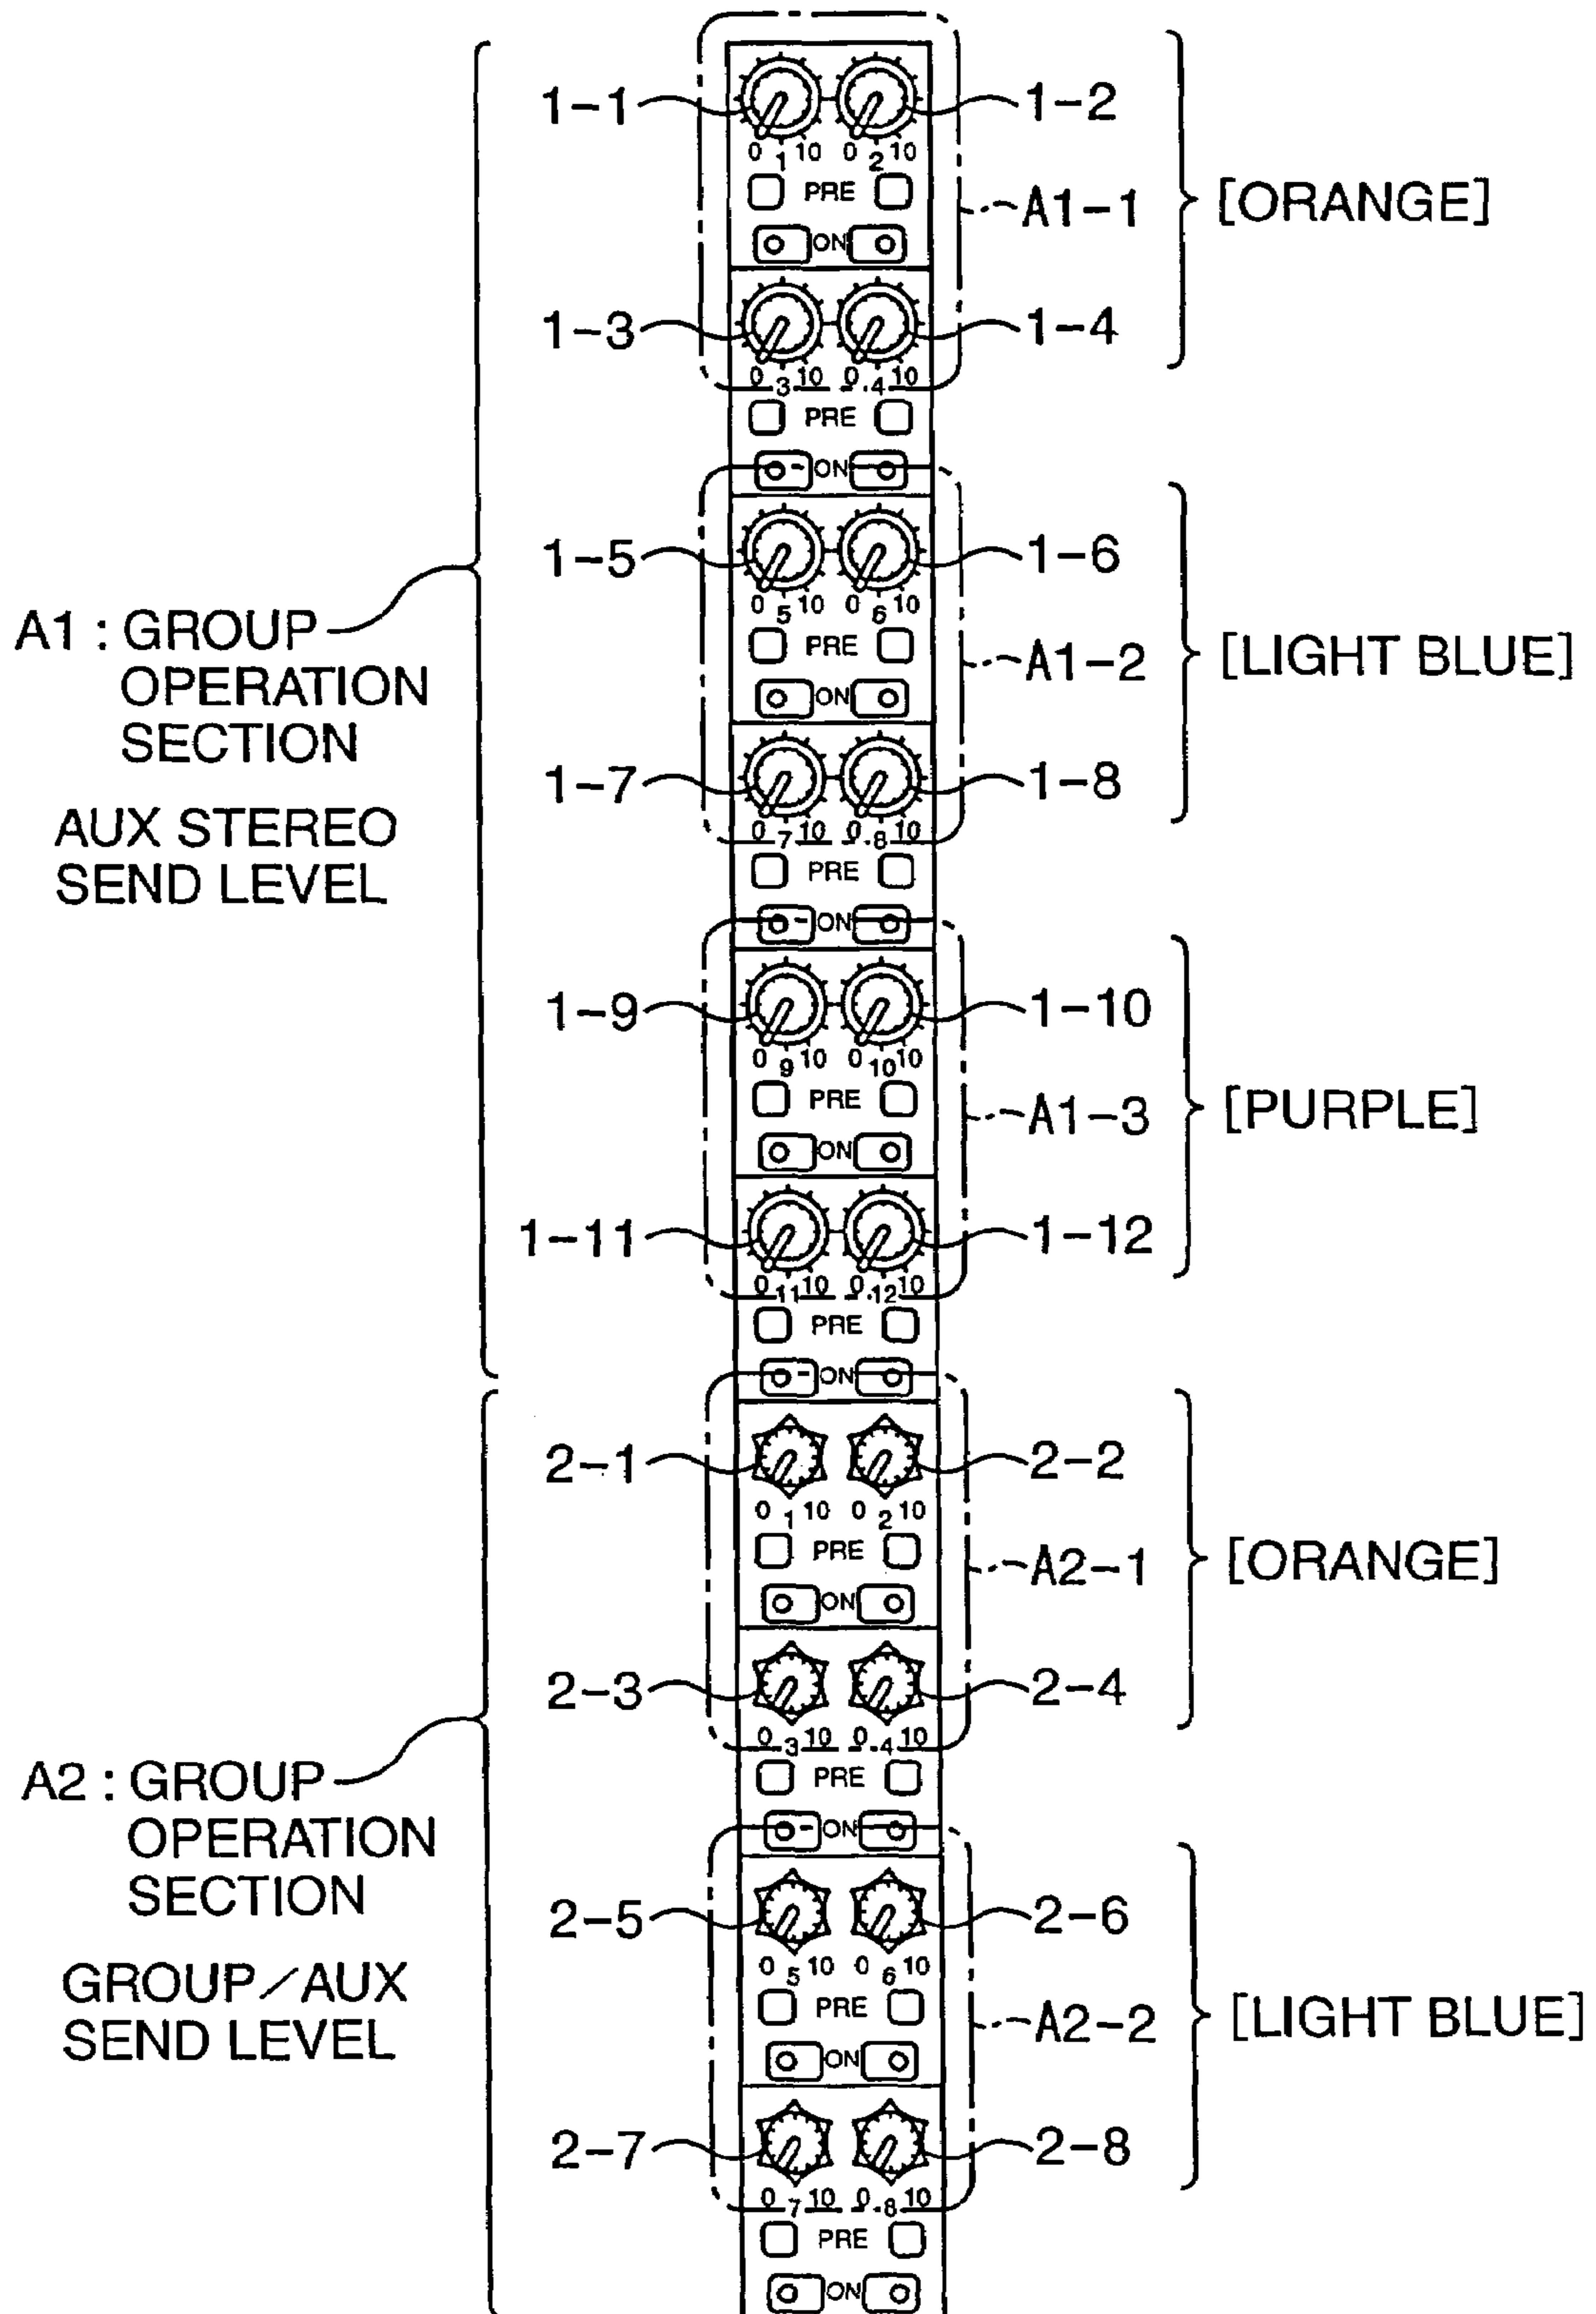 1-1 1-2
0 1 10 0 2 10
PRE
A1-1 [ORANGE]
ON
1-3 1-4
0 3 10 0 4 10
PRE
ON
1-5 1-6
0 5 10 0 6 10
A1 : GROUP
OPERATION
SECTION
AUX STEREO
SEND LEVEL
PRE
A1-2 [LIGHT BLUE]
ON
1-7 1-8
0 7 10 0 8 10
PRE
ON
1-9 1-10
0 9 10 0 10 10
PRE
A1-3 [PURPLE]
ON
1-11 1-12
0 11 10 0 12 10
PRE
ON
2-1 2-2
0 1 10 0 2 10
PRE
A2-1 [ORANGE]
ON
2-3 2-4
0 3 10 0 4 10
A2 : GROUP
OPERATION
SECTION
GROUP/AUX
SEND LEVEL
PRE
ON
2-5 2-6
0 5 10 0 6 10
PRE
A2-2 [LIGHT BLUE]
ON
2-7 2-8
0 7 10 0 8 10
PRE
ON